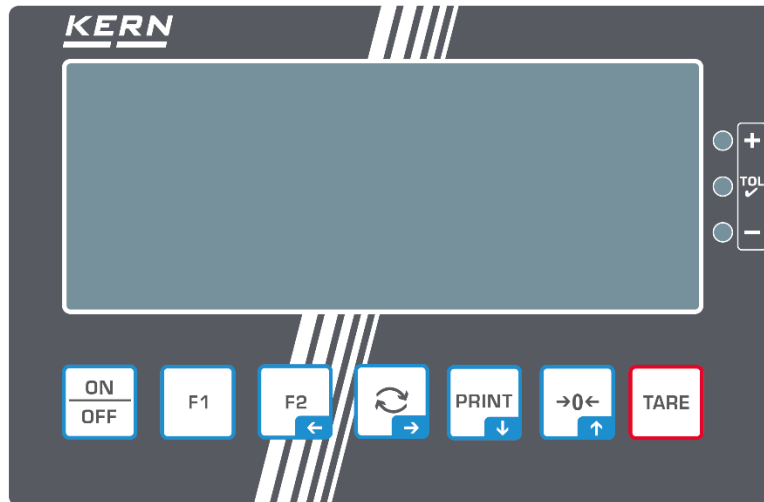 KERN
+
TOL
−
ON
OFF
F1
F2
PRINT
→0←
TARE